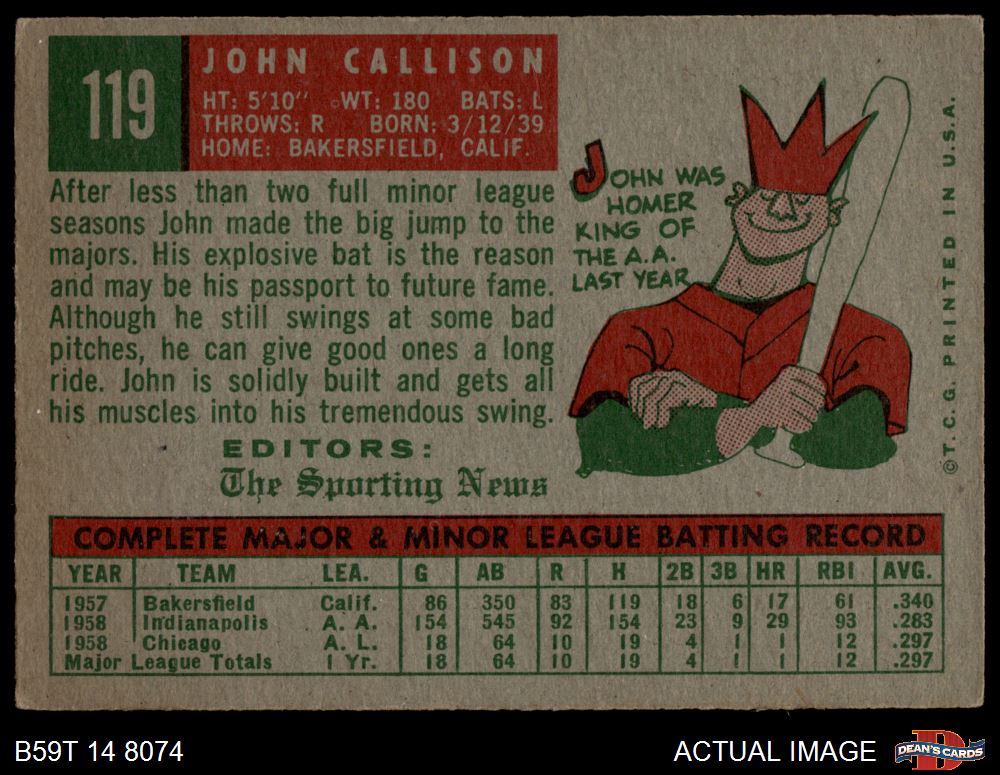 119
JOHN CALLISON
HT: 5'10" WT: 180 BATS: L
THROWS: R BORN: 3/12/39
HOME: BAKERSFIELD, CALIF.
After less than two full minor league
seasons John made the big jump to the
majors. His explosive bat is the reason
and may be his passport to future fame.
Although he still swings at some bad
pitches, he can give good ones a long
ride. John is solidly built and gets all
his muscles into his tremendous swing.
EDITORS:
The Sporting News
JOHN WAS
HOMER
KING OF
THE A.A.
LAST YEAR
©T.C.G. PRINTED IN U.S.A.
COMPLETE MAJOR & MINOR LEAGUE BATTING RECORD
YEAR TEAM LEA. G AB R H 2B 3B HR RBI AVG.
1957 Bakersfield Calif. 86 350 83 119 18 6 17 61 .340
1958 Indianapolis A. A. 154 545 92 154 23 9 29 93 .283
1958 Chicago A. L. 18 64 10 19 4 1 1 12 .297
Major League Totals 1 Yr. 18 64 10 19 4 1 1 12 .297
B59T 14 8074
ACTUAL IMAGE
DEAN'S CARDS